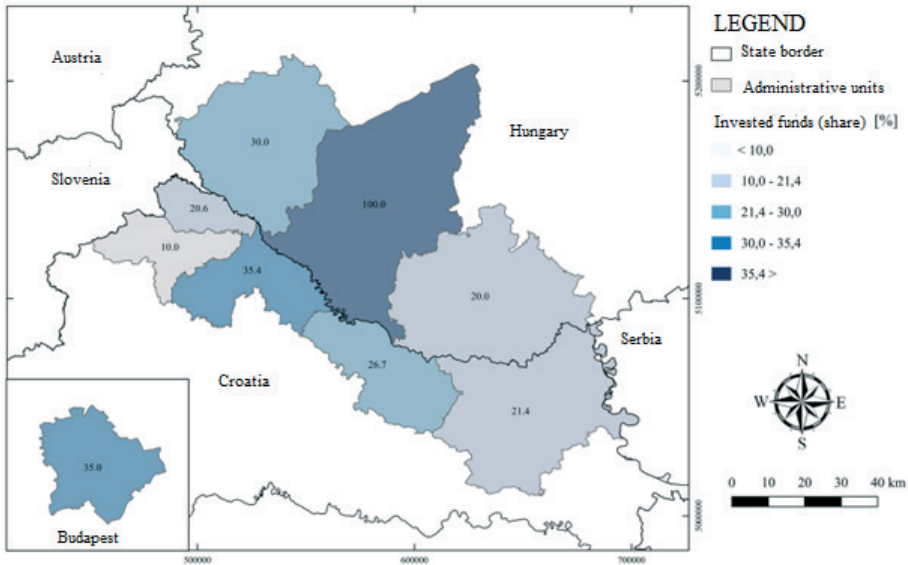 Austria
Slovenia
Hungary
Serbia
Croatia
Budapest
30.0
100.0
20.6
10.0
35.4
20.0
26.7
21.4
35.0
500000
600000
700000
5200000
5100000
5000000
LEGEND
State border
Administrative units
Invested funds (share) [%]
< 10,0
10,0 - 21,4
21,4 - 30,0
30,0 - 35,4
35,4 >
N
W E
S
0 10 20 30 40 km